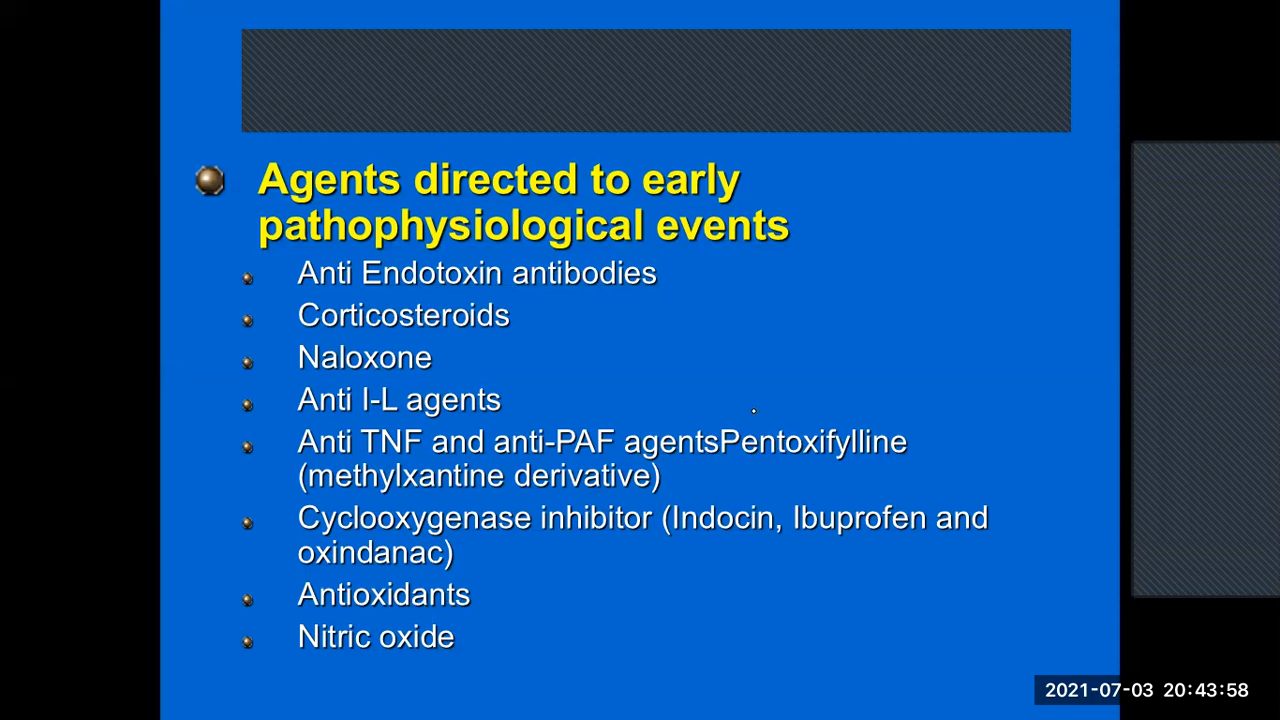 Agents directed to early
pathophysiological events
Anti Endotoxin antibodies
Corticosteroids
Naloxone
Anti I-L agents
Anti TNF and anti-PAF agentsPentoxifylline
(methylxantine derivative)
Cyclooxygenase inhibitor (Indocin, Ibuprofen and
oxindanac)
Antioxidants
Nitric oxide
2021-07-03 20:43:58